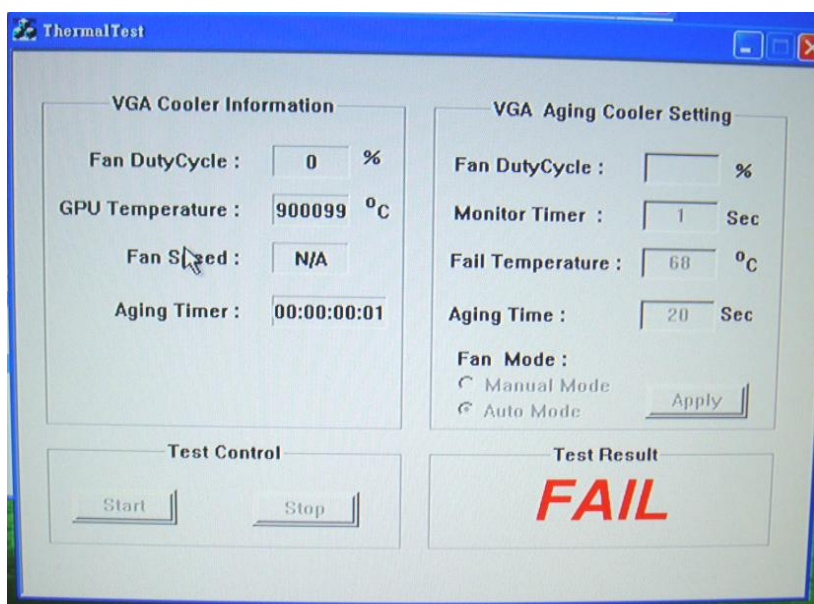 ThermalTest
VGA Cooler Information
Fan DutyCycle : 0 %
GPU Temperature : 900099 ºC
Fan Speed : N/A
Aging Timer : 00:00:00:01
VGA Aging Cooler Setting
Fan DutyCycle : %
Monitor Timer : 1 Sec
Fail Temperature : 68 ºC
Aging Time : 20 Sec
Fan Mode :
Manual Mode
Auto Mode
Apply
Test Control
Start Stop
Test Result
FAIL